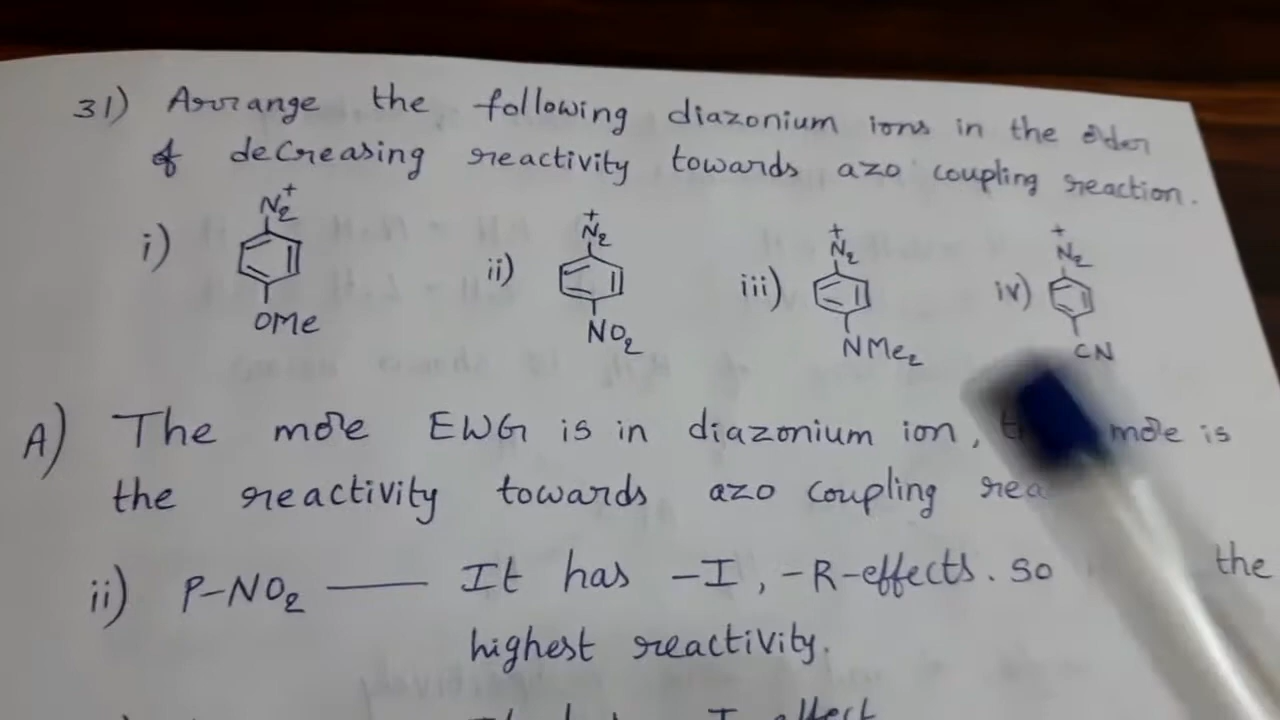 31) Arrange the following diazonium ions in the order
of decreasing reactivity towards azo coupling reaction.
i) N2+ OMe ii) N2+ NO2 iii) N2+ NMe2 iv) N2+ CN
A) The more EWG is in diazonium ion, more is
the reactivity towards azo coupling
ii) P-NO2 — It has -I, -R-effects. so the
highest reactivity.